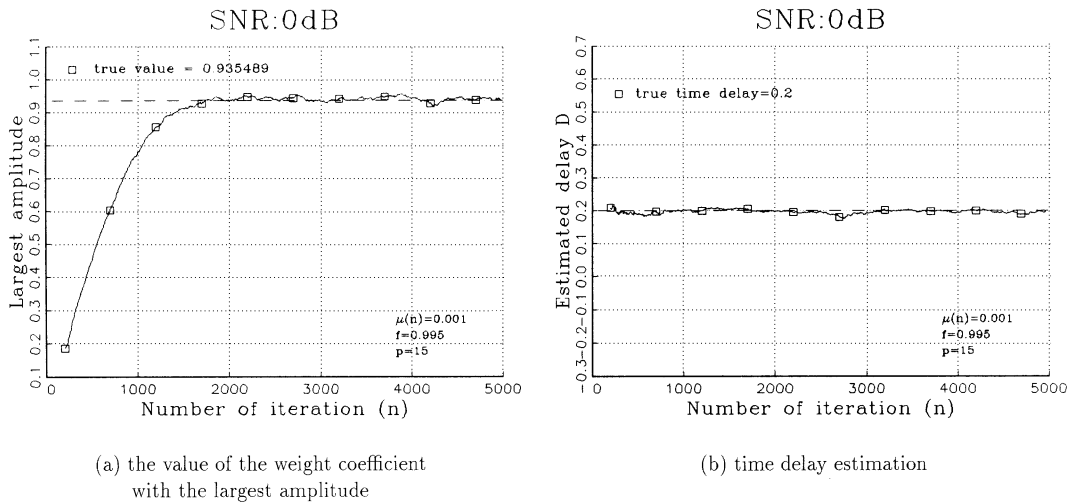 SNR:0dB
Largest amplitude
1.1
1.0
0.9
0.8
0.7
0.6
0.5
0.4
0.3
0.2
0.1
true value = 0.935489
μ(n)=0.001
f=0.995
p=15
0 1000 2000 3000 4000 5000
Number of iteration (n)
(a) the value of the weight coefficient
with the largest amplitude
SNR:0dB
Estimated delay D
0.7
0.6
0.5
0.4
0.3
0.2
0.1
0.0
-0.1
-0.2
-0.3
true time delay=0.2
μ(n)=0.001
f=0.995
p=15
0 1000 2000 3000 4000 5000
Number of iteration (n)
(b) time delay estimation